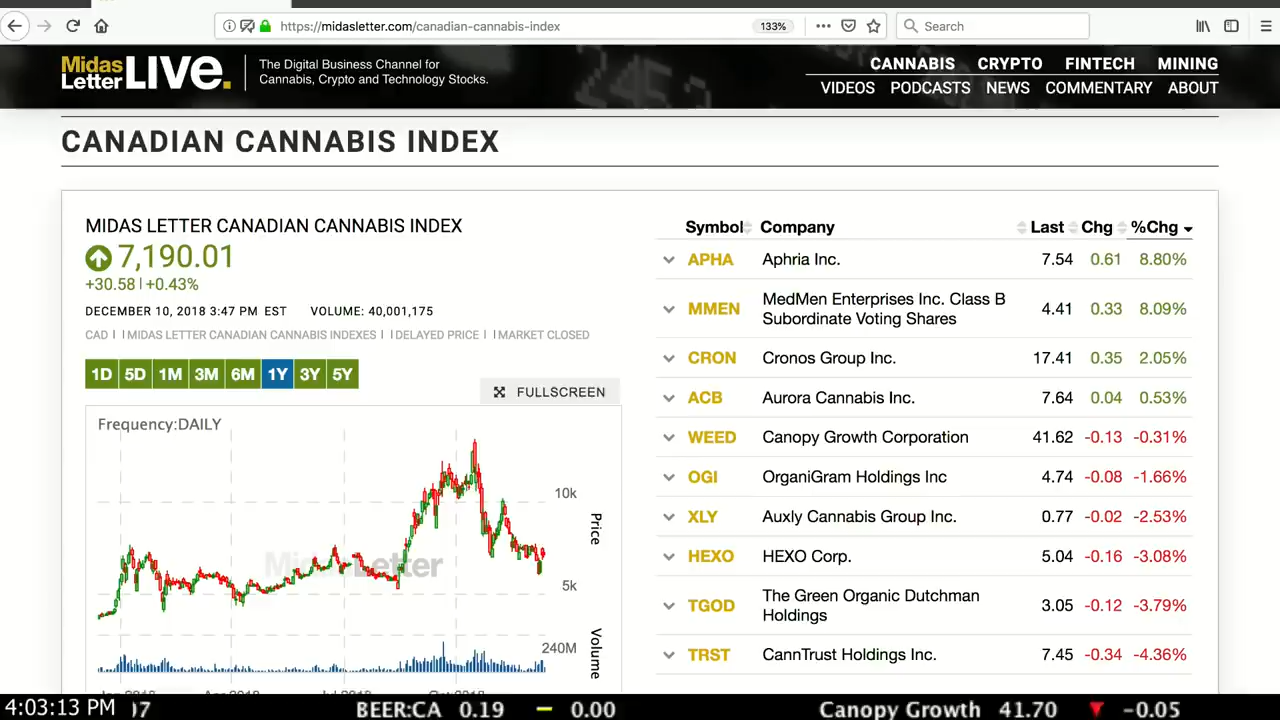 https://midasletter.com/canadian-cannabis-index
133%
Search
Midas Letter LIVE.
The Digital Business Channel for
Cannabis, Crypto and Technology Stocks.
CANNABIS CRYPTO FINTECH MINING
VIDEOS PODCASTS NEWS COMMENTARY ABOUT
CANADIAN CANNABIS INDEX
MIDAS LETTER CANADIAN CANNABIS INDEX
7,190.01
+30.58 | +0.43%
DECEMBER 10, 2018 3:47 PM EST VOLUME: 40,001,175
CAD | | MIDAS LETTER CANADIAN CANNABIS INDEXES | | DELAYED PRICE | | MARKET CLOSED
1D 5D 1M 3M 6M 1Y 3Y 5Y
FULLSCREEN
Frequency:DAILY
10k
Price
MidasLetter
5k
240M
Volume
Jan 2018 Apr 2018 Jul 2018 Oct 2018
Symbol Company Last Chg %Chg
APHA Aphria Inc. 7.54 0.61 8.80%
MMEN MedMen Enterprises Inc. Class B
Subordinate Voting Shares 4.41 0.33 8.09%
CRON Cronos Group Inc. 17.41 0.35 2.05%
ACB Aurora Cannabis Inc. 7.64 0.04 0.53%
WEED Canopy Growth Corporation 41.62 -0.13 -0.31%
OGI OrganiGram Holdings Inc 4.74 -0.08 -1.66%
XLY Auxly Cannabis Group Inc. 0.77 -0.02 -2.53%
HEXO HEXO Corp. 5.04 -0.16 -3.08%
TGOD The Green Organic Dutchman
Holdings 3.05 -0.12 -3.79%
TRST CannTrust Holdings Inc. 7.45 -0.34 -4.36%
4:03:13 PM 07 BEER:CA 0.19 0.00 Canopy Growth 41.70 -0.05